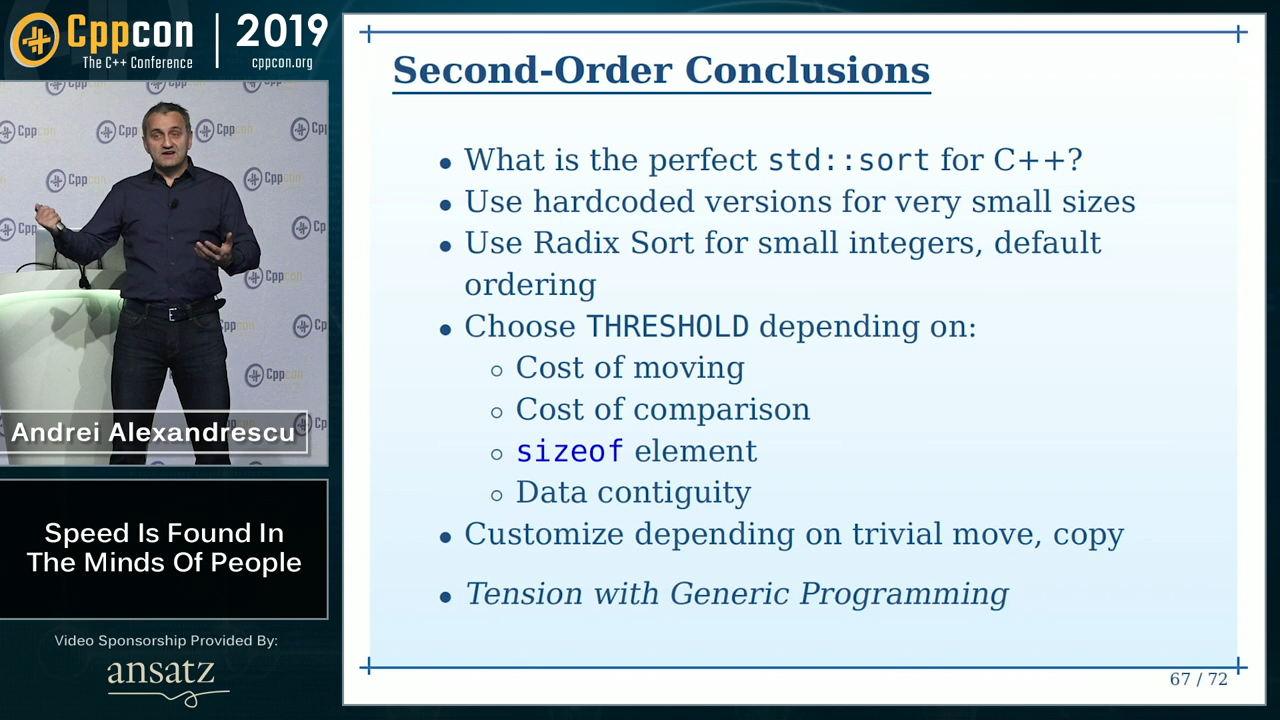 Cppcon | 2019
The C++ Conference cppcon.org
Andrei Alexandrescu
Speed Is Found In
The Minds Of People
Video Sponsorship Provided By:
ansatz
Second-Order Conclusions
• What is the perfect std::sort for C++?
• Use hardcoded versions for very small sizes
• Use Radix Sort for small integers, default
ordering
• Choose THRESHOLD depending on:
◦ Cost of moving
◦ Cost of comparison
◦ sizeof element
◦ Data contiguity
• Customize depending on trivial move, copy
• Tension with Generic Programming
67 / 72